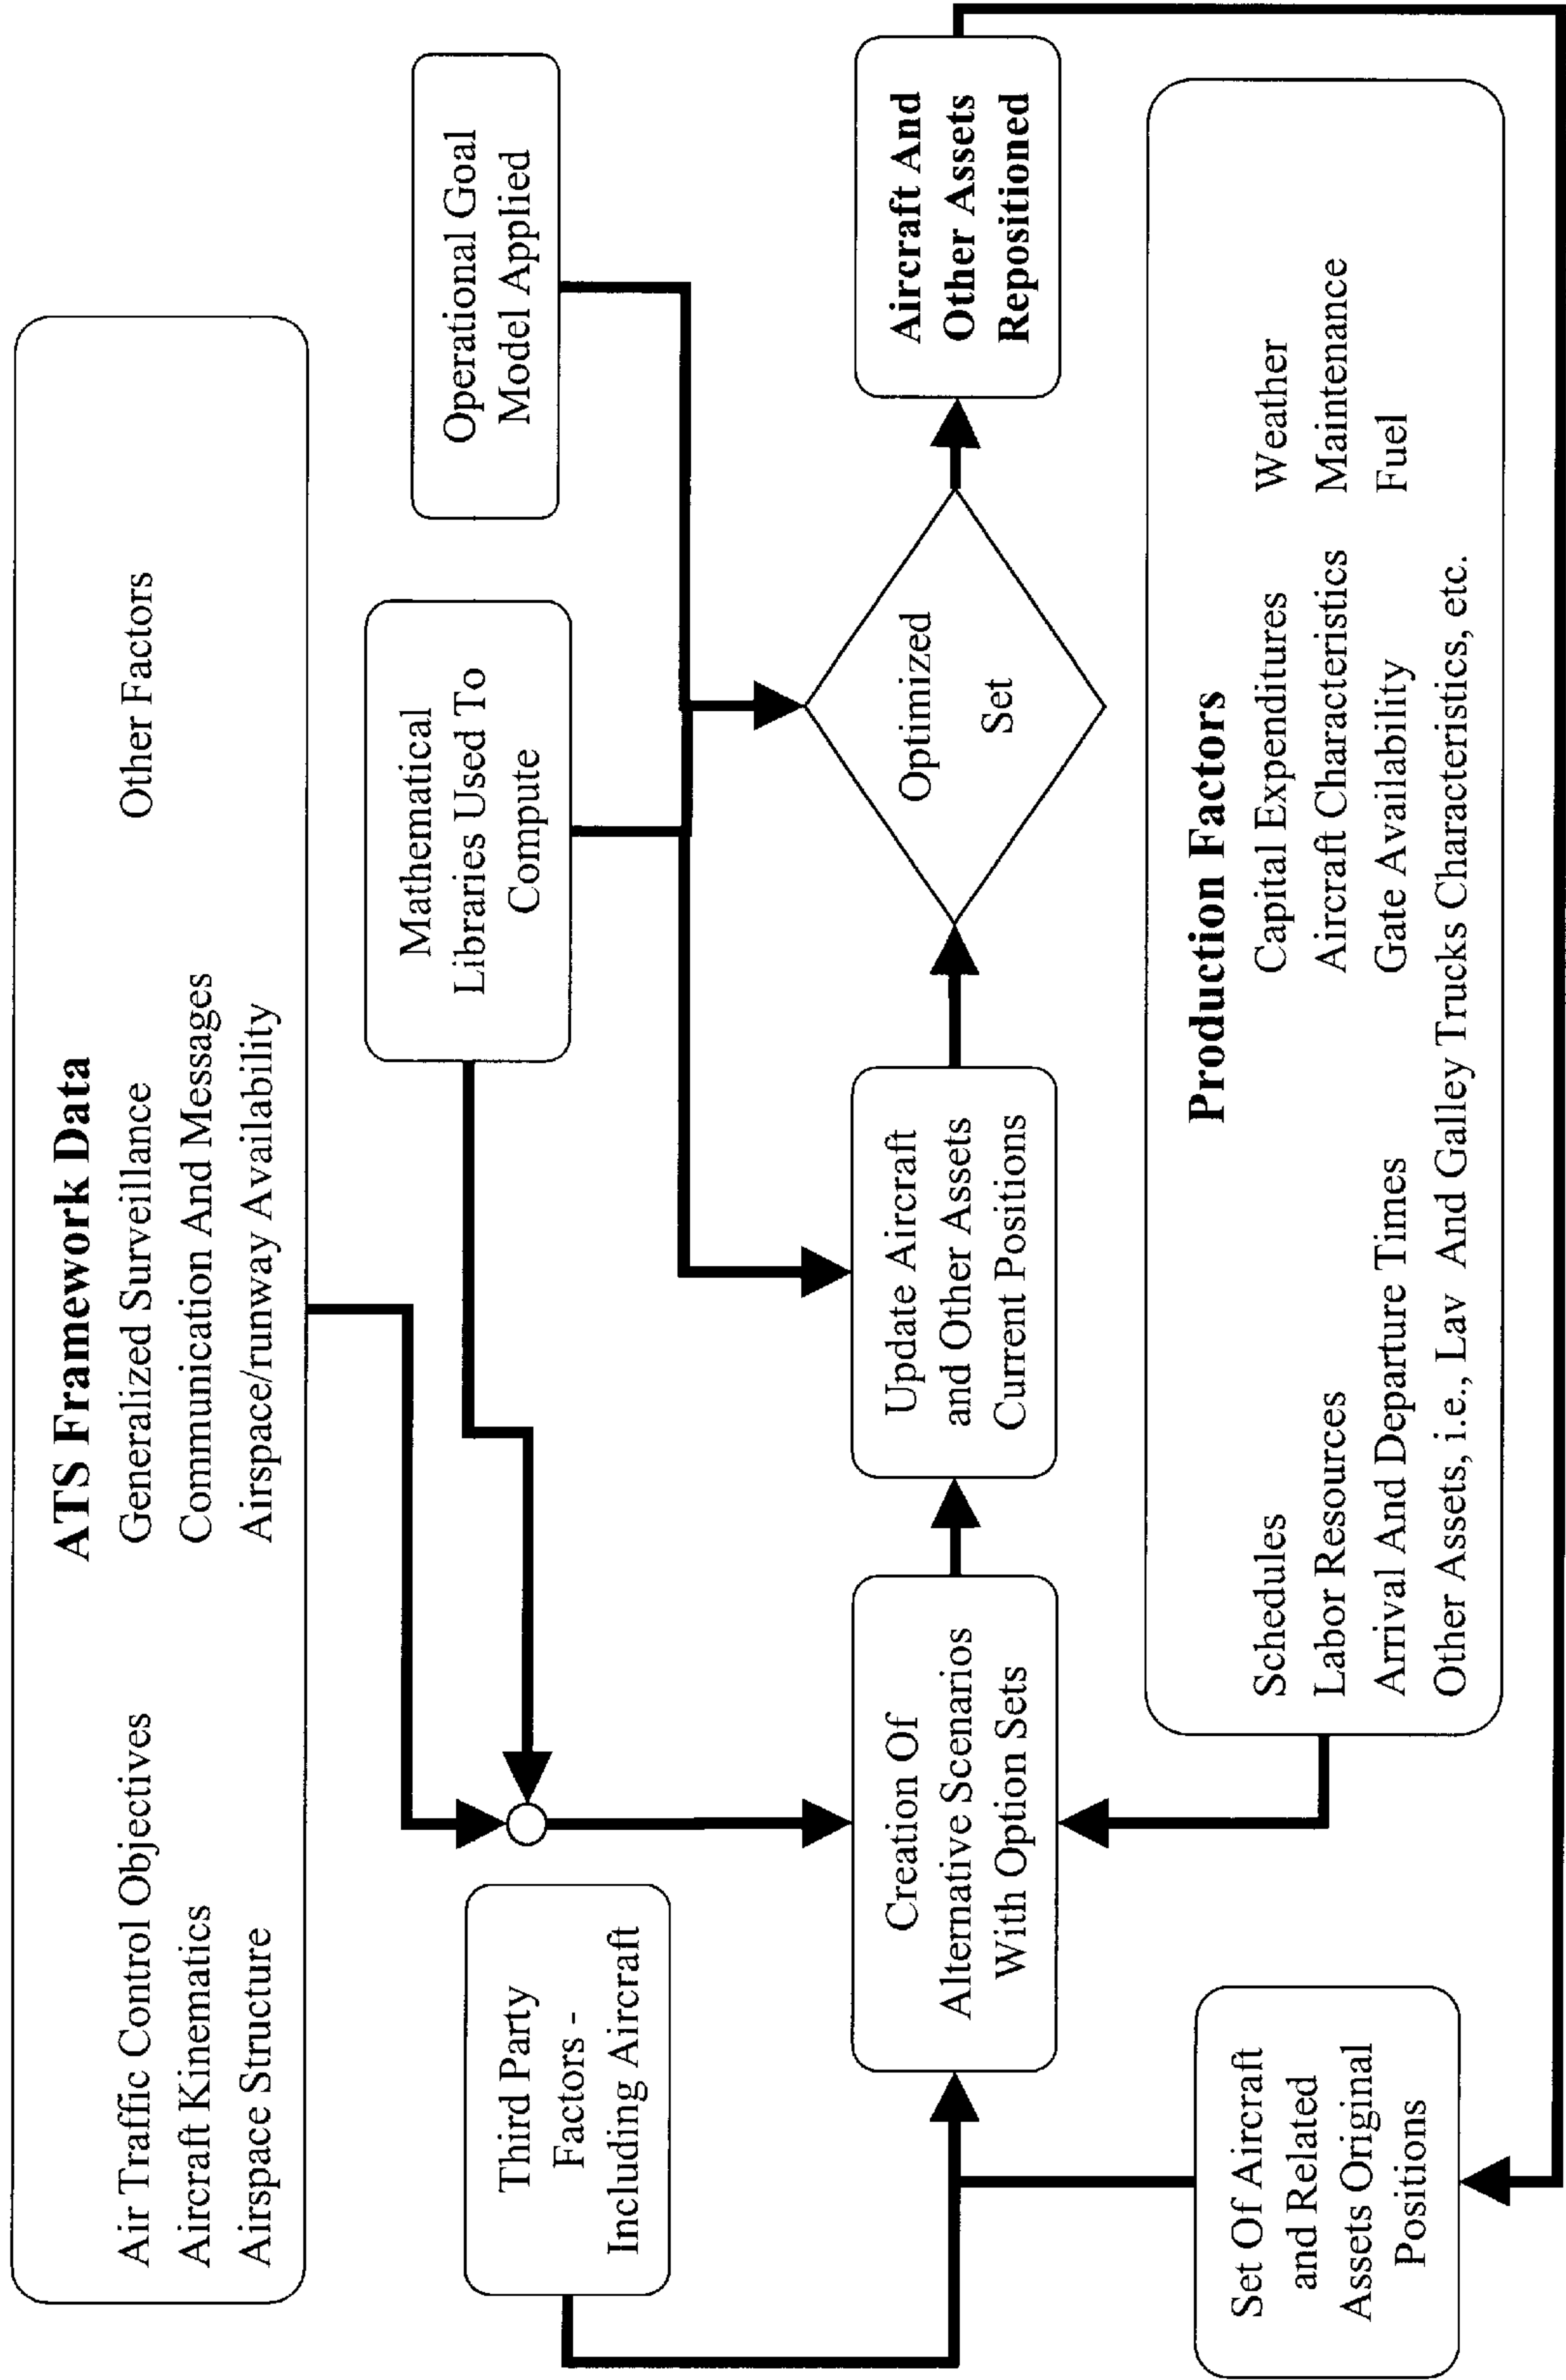 ATS Framework Data
Air Traffic Control Objectives
Aircraft Kinematics
Airspace Structure
Generalized Surveillance
Communication And Messages
Airspace/runway Availability
Other Factors
Third Party
Factors -
Including Aircraft
Mathematical
Libraries Used To
Compute
Operational Goal
Model Applied
Creation Of
Alternative Scenarios
With Option Sets
Update Aircraft
and Other Assets
Current Positions
Optimized
Set
Aircraft And
Other Assets
Repositioned
Set Of Aircraft
and Related
Assets Original
Positions
Production Factors
Schedules
Capital Expenditures
Weather
Labor Resources
Aircraft Characteristics
Maintenance
Arrival And Departure Times
Gate Availability
Fuel
Other Assets, i.e., Lav And Galley Trucks Characteristics, etc.